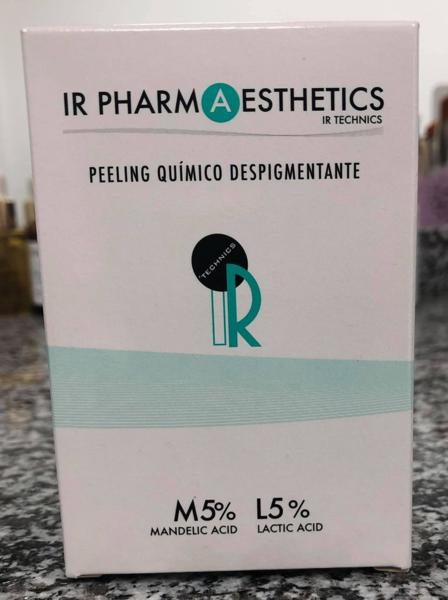 IR PHARMAESTHETICS
IR TECHNICS
PEELING QUÍMICO DESPIGMENTANTE
TECHNICS
IR
M5% L5%
MANDELIC ACID LACTIC ACID